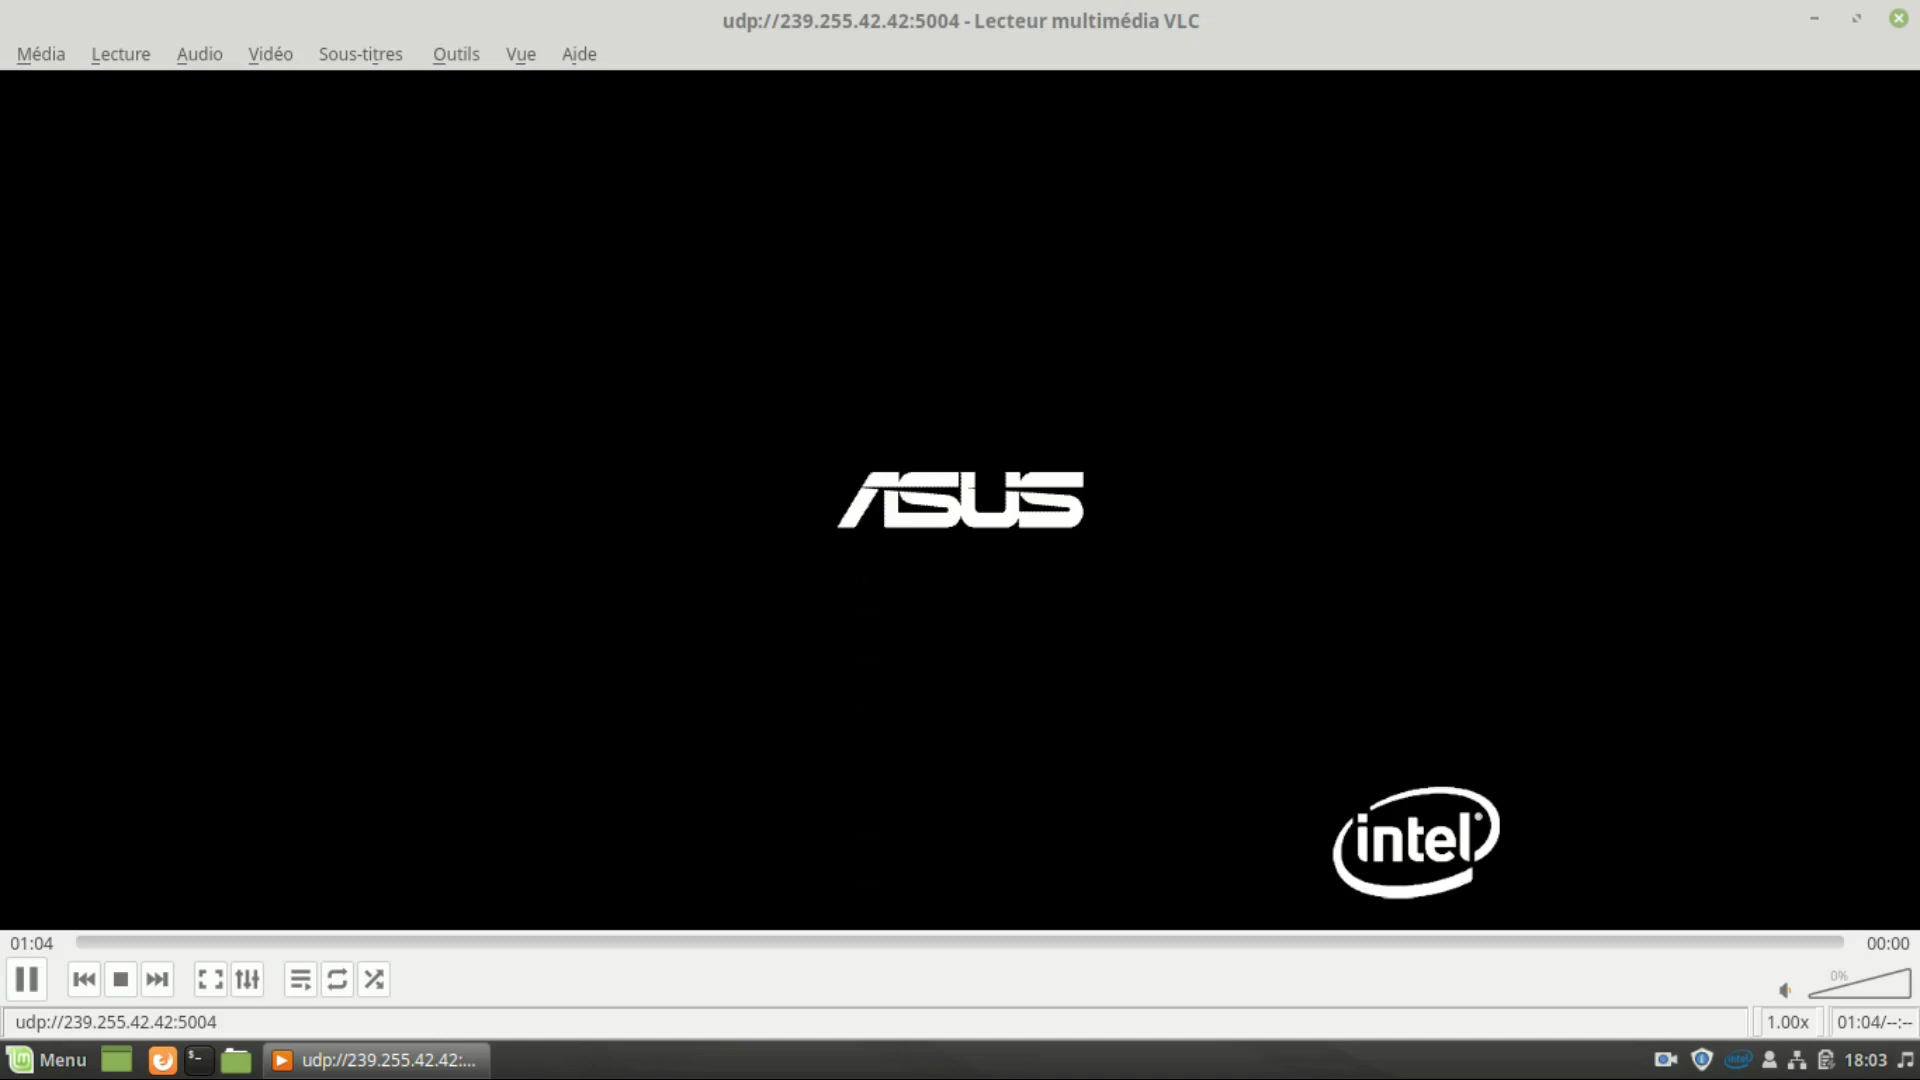 udp://239.255.42.42:5004 - Lecteur multimédia VLC
Média Lecture Audio Vidéo Sous-titres Outils Vue Aide
ASUS
intel
01:04 00:00
0%
udp://239.255.42.42:5004 1.00x 01:04/--:--
Menu $- udp://239.255.42.42:... intel 18:03